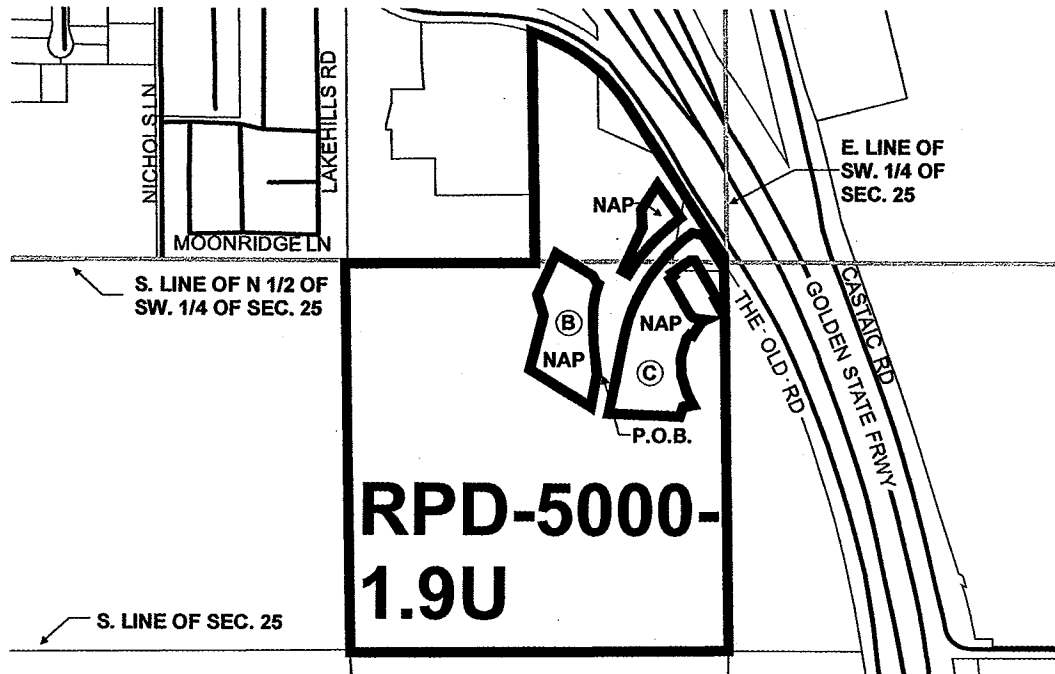 NICHOLS LN
LAKEHILLS RD
MOONRIDGE LN
E. LINE OF
SW. 1/4 OF
SEC. 25
NAP
S. LINE OF N 1/2 OF
SW. 1/4 OF SEC. 25
B
NAP
NAP
C
P.O.B.
THE OLD RD
GOLDEN STATE FRWY
CASTAIC RD
RPD-5000-
1.9U
S. LINE OF SEC. 25